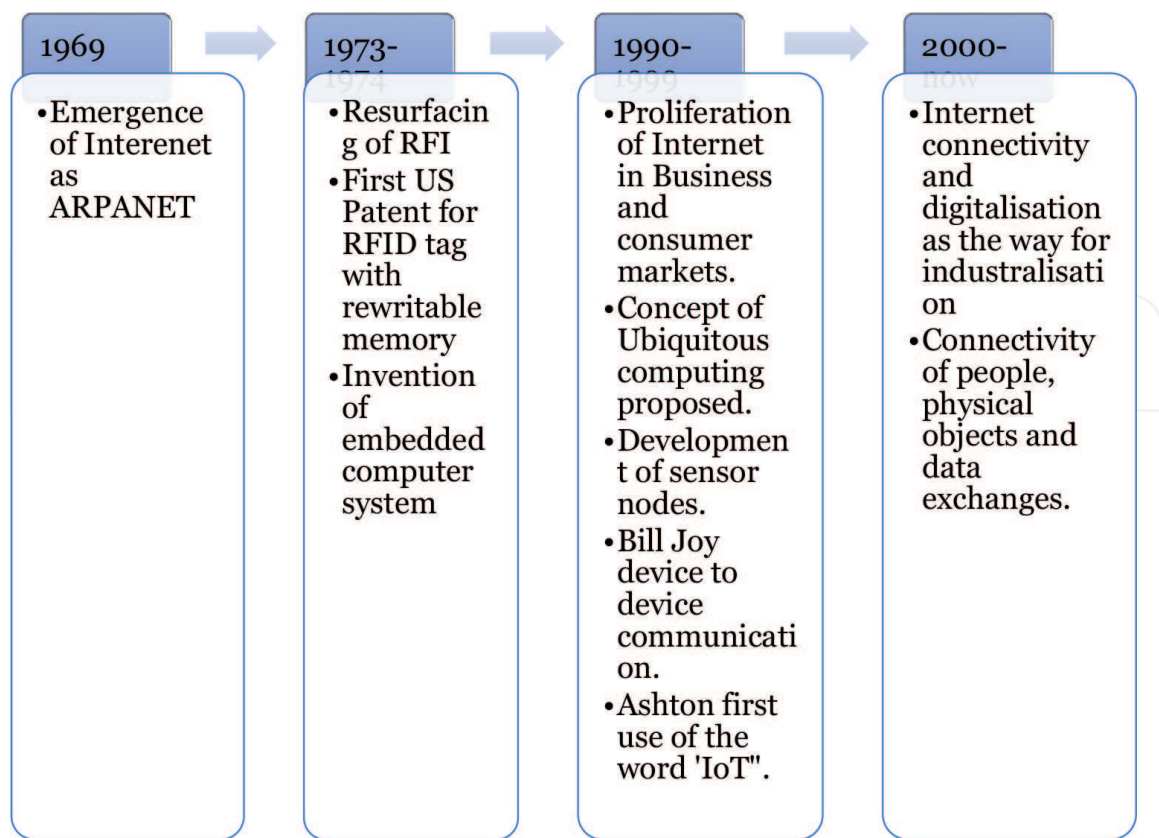 1969
•Emergence
of Interenet
as
ARPANET
1973-
1974
•Resurfacin
g of RFI
•First US
Patent for
RFID tag
with
rewritable
memory
•Invention
of
embedded
computer
system
1990-
1999
•Proliferation
of Internet
in Business
and
consumer
markets.
•Concept of
Ubiquitous
computing
proposed.
•Developmen
t of sensor
nodes.
•Bill Joy
device to
device
communicati
on.
•Ashton first
use of the
word 'IoT".
2000-
now
•Internet
connectivity
and
digitalisation
as the way for
industralisati
on
•Connectivity
of people,
physical
objects and
data
exchanges.